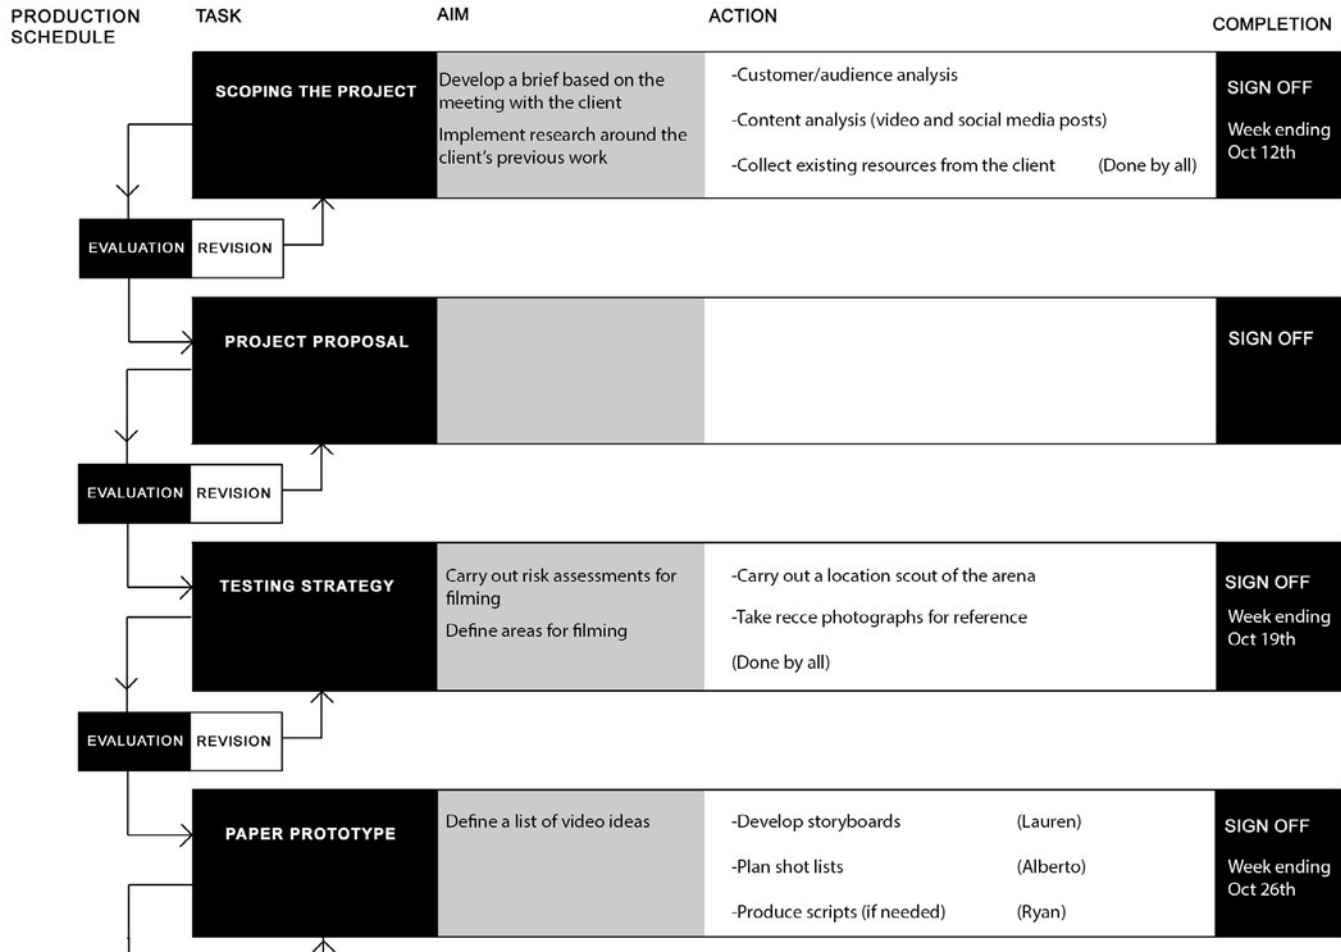 PRODUCTION SCHEDULE
TASK
AIM
ACTION
COMPLETION
SCOPING THE PROJECT
Develop a brief based on the
meeting with the client
Implement research around the
client's previous work
-Customer/audience analysis
-Content analysis (video and social media posts)
-Collect existing resources from the client (Done by all)
SIGN OFF
Week ending
Oct 12th
EVALUATION REVISION
PROJECT PROPOSAL
SIGN OFF
EVALUATION REVISION
TESTING STRATEGY
Carry out risk assessments for
filming
Define areas for filming
-Carry out a location scout of the arena
-Take recce photographs for reference
(Done by all)
SIGN OFF
Week ending
Oct 19th
EVALUATION REVISION
PAPER PROTOTYPE
Define a list of video ideas
-Develop storyboards (Lauren)
-Plan shot lists (Alberto)
-Produce scripts (if needed) (Ryan)
SIGN OFF
Week ending
Oct 26th